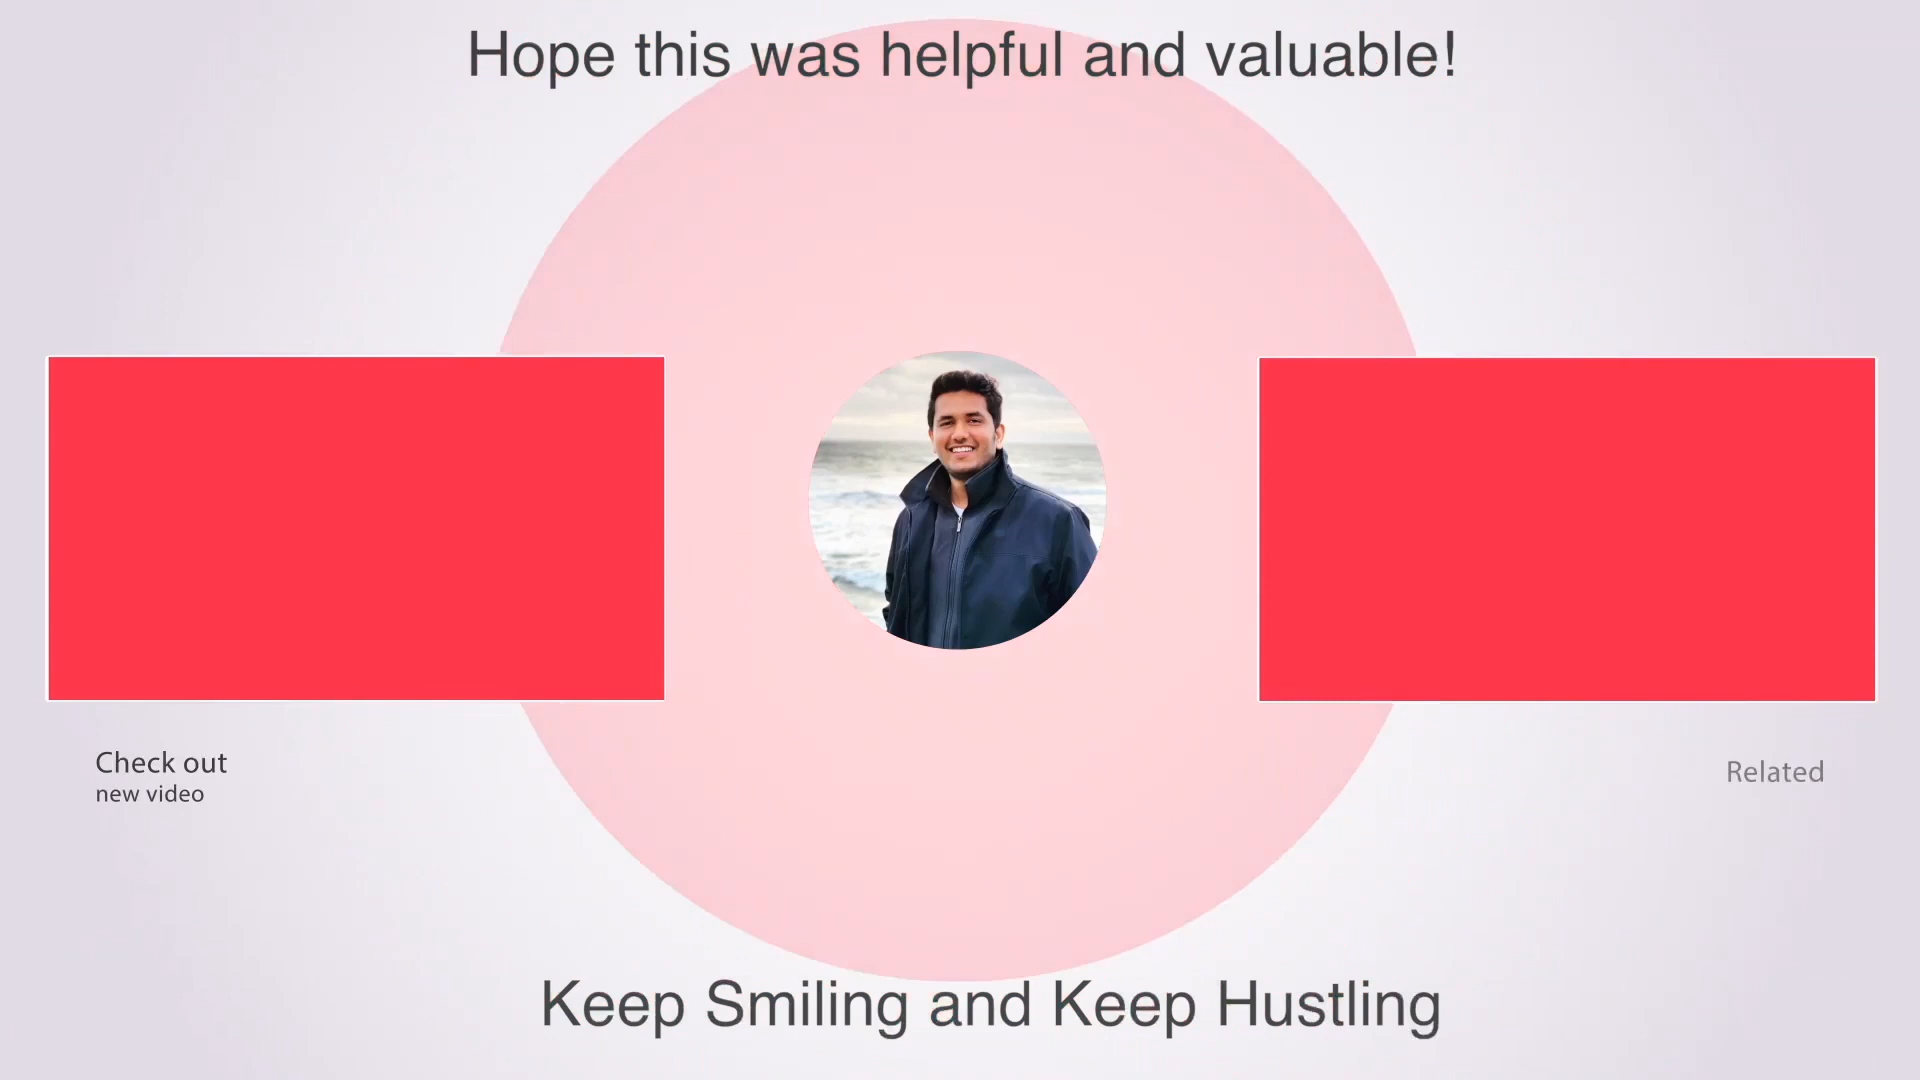 Hope this was helpful and valuable!
Check out
new video
Related
Keep Smiling and Keep Hustling